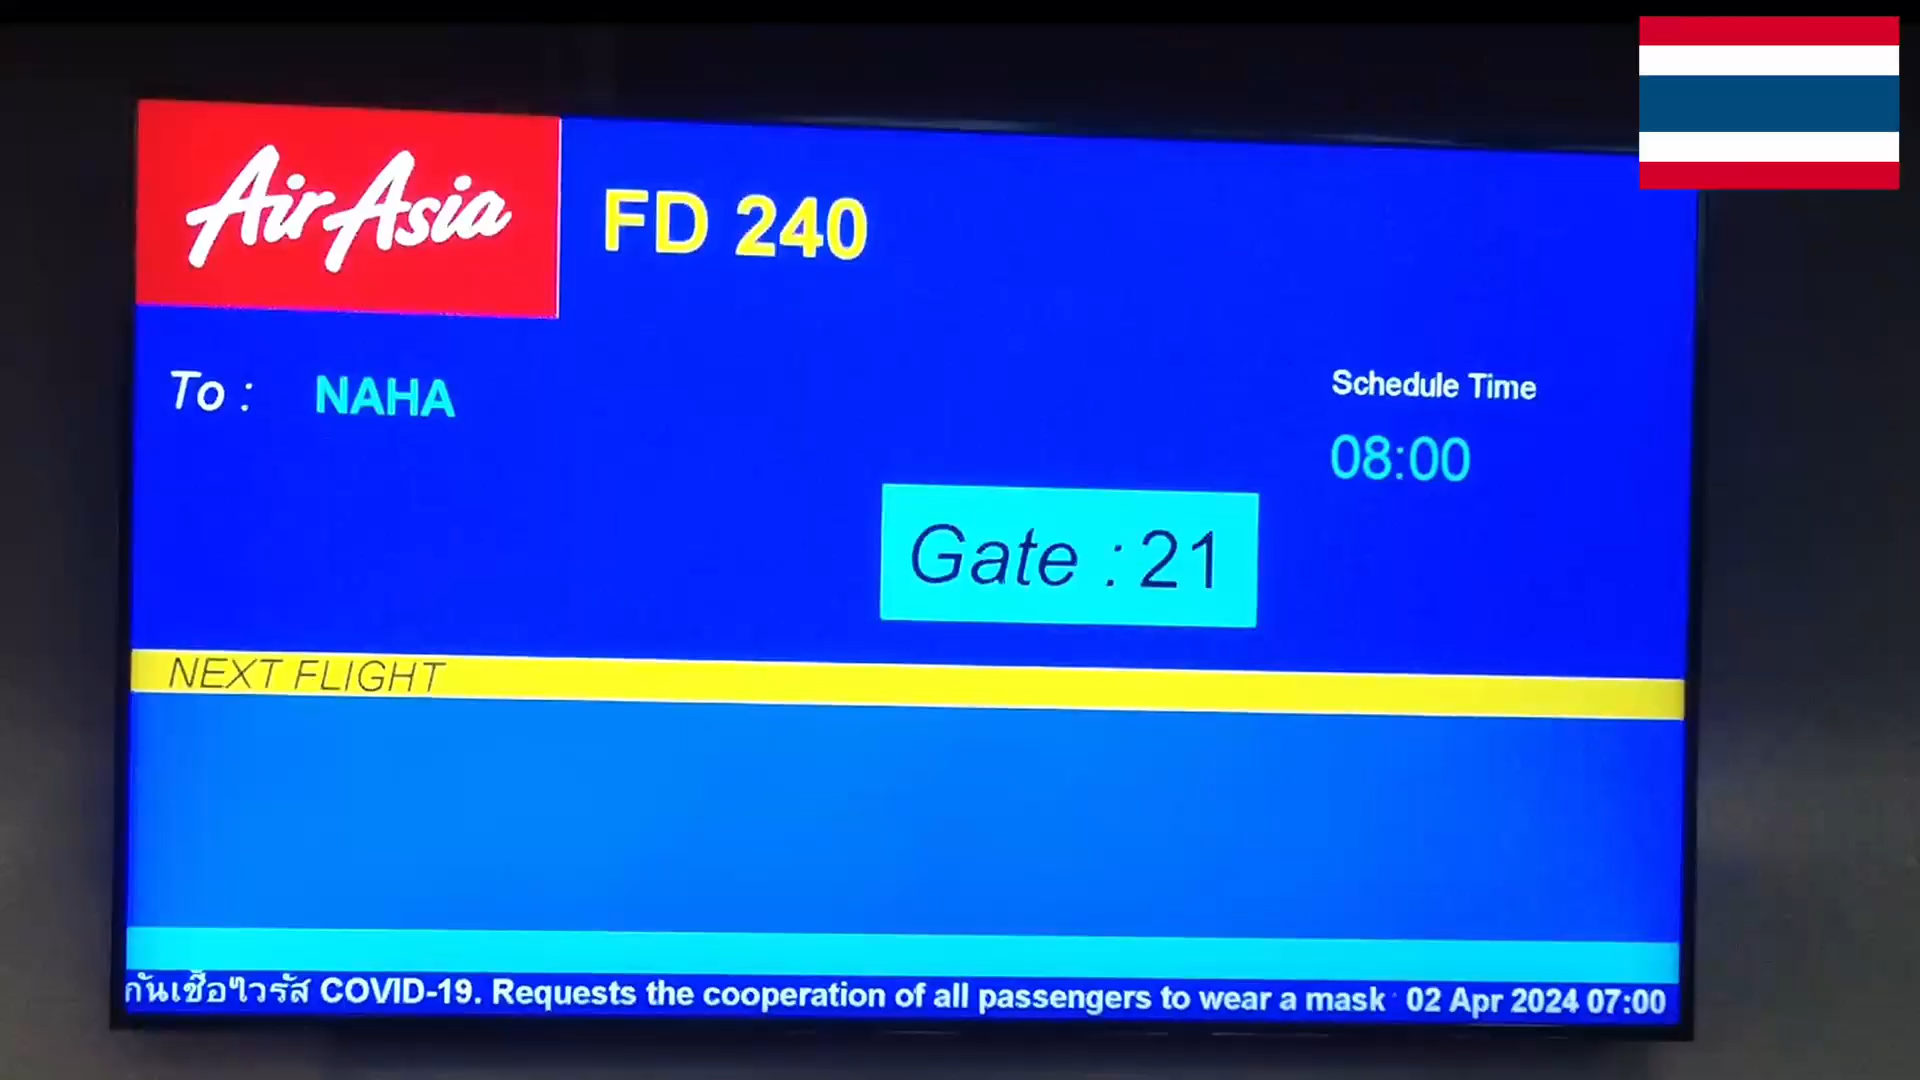 AirAsia
FD 240
To : NAHA
Schedule Time
08:00
Gate : 21
NEXT FLIGHT
กันเชื้อไวรัส COVID-19. Requests the cooperation of all passengers to wear a mask 02 Apr 2024 07:00